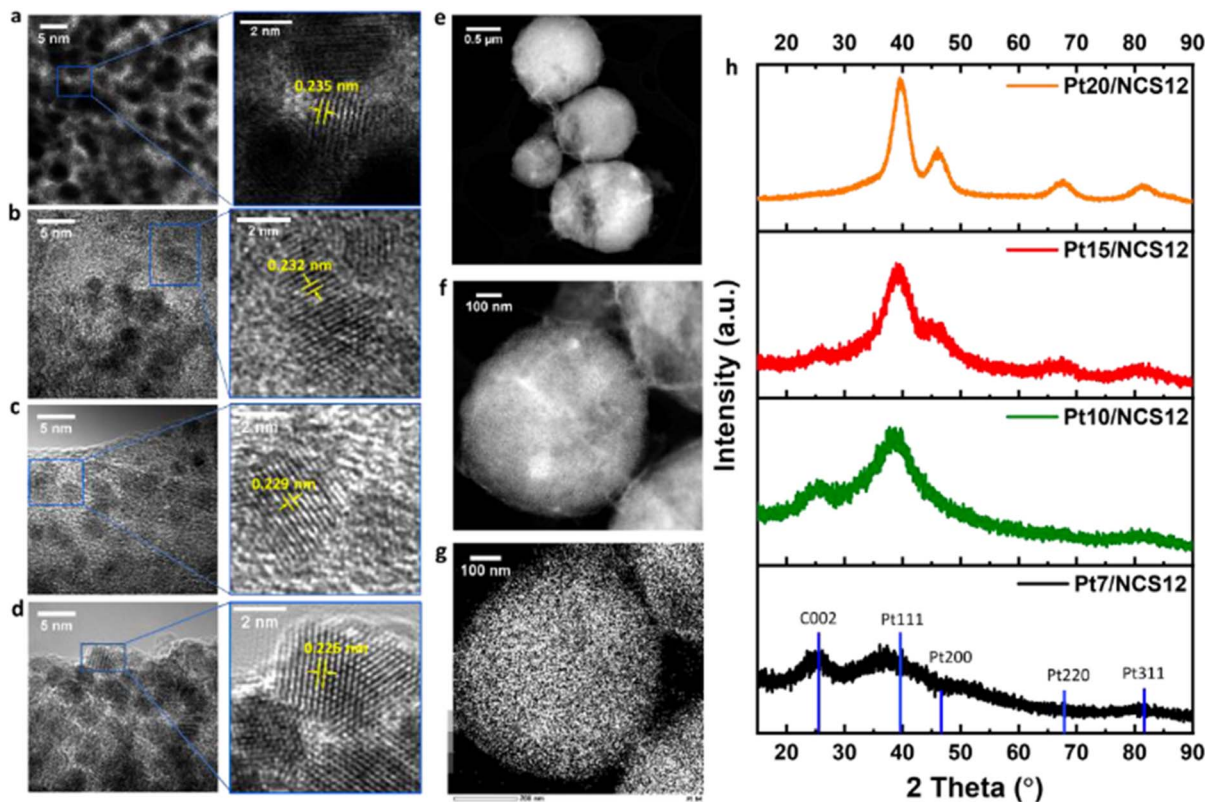 a
5 nm
2 nm
0.235 nm
b
5 nm
2 nm
0.232 nm
c
5 nm
2 nm
0.229 nm
d
5 nm
2 nm
0.226 nm
e
0.5 µm
f
100 nm
g
100 nm
h
20 30 40 50 60 70 80 90
Pt20/NCS12
Pt15/NCS12
Pt10/NCS12
Pt7/NCS12
C002
Pt111
Pt200
Pt220
Pt311
Intensity (a.u.)
20 30 40 50 60 70 80 90
2 Theta (°)